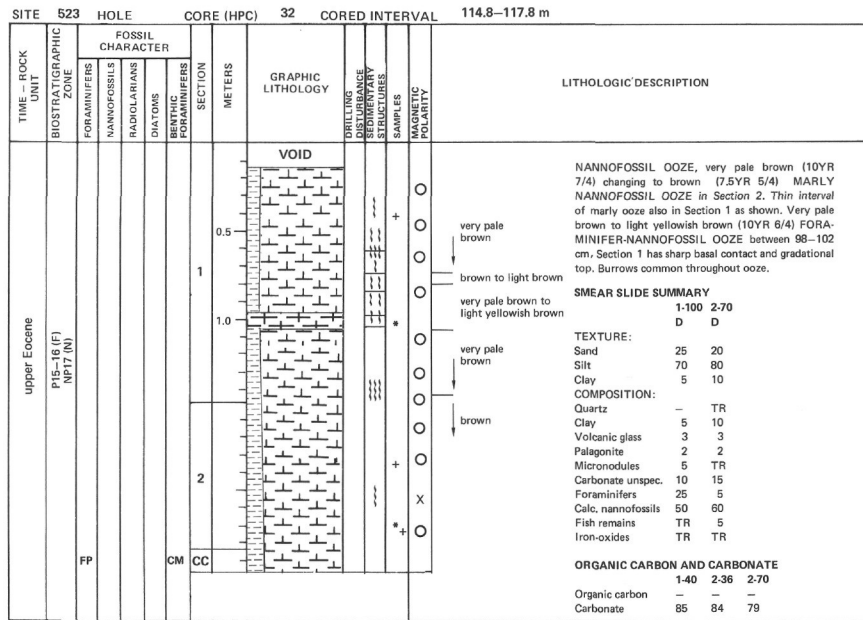 SITE 523 HOLE CORE (HPC) 32 CORED INTERVAL 114.8–117.8 m
TIME – ROCK UNIT
BIOSTRATIGRAPHIC ZONE
FOSSIL CHARACTER
FORAMINIFERS
NANNOFOSSILS
RADIOLARIANS
DIATOMS
BENTHIC FORAMINIFERS
SECTION
METERS
GRAPHIC LITHOLOGY
DRILLING DISTURBANCE
SEDIMENTARY STRUCTURES
SAMPLES
MAGNETIC POLARITY
LITHOLOGIC DESCRIPTION
upper Eocene
P15–16 (F)
NP17 (N)
FP
CM
1
2
CC
0.5
1.0
VOID
+
*
+
X
*
+
very pale brown
brown to light brown
very pale brown to light yellowish brown
very pale brown
brown
NANNOFOSSIL OOZE, very pale brown (10YR
7/4) changing to brown (7.5YR 5/4) MARLY
NANNOFOSSIL OOZE in Section 2. Thin interval
of marly ooze also in Section 1 as shown. Very pale
brown to light yellowish brown (10YR 6/4) FORA-
MINIFER-NANNOFOSSIL OOZE between 98–102
cm, Section 1 has sharp basal contact and gradational
top. Burrows common throughout ooze.
SMEAR SLIDE SUMMARY
1-100 2-70
D D
TEXTURE:
Sand 25 20
Silt 70 80
Clay 5 10
COMPOSITION:
Quartz – TR
Clay 5 10
Volcanic glass 3 3
Palagonite 2 2
Micronodules 5 TR
Carbonate unspec. 10 15
Foraminifers 25 5
Calc. nannofossils 50 60
Fish remains TR 5
Iron-oxides TR TR
ORGANIC CARBON AND CARBONATE
1-40 2-36 2-70
Organic carbon – – –
Carbonate 85 84 79